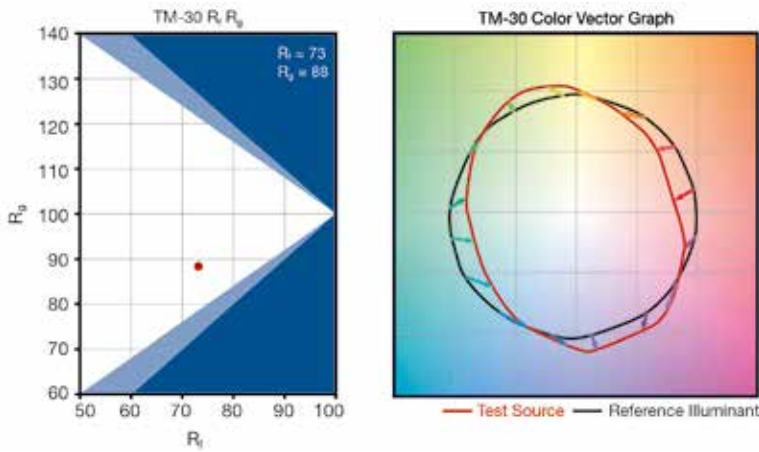 TM-30 Rf Rg
Rf = 73
Rg = 88
140
130
120
110
100
90
80
70
60
Rg
50 60 70 80 90 100
Rf
TM-30 Color Vector Graph
Test Source
Reference Illuminant